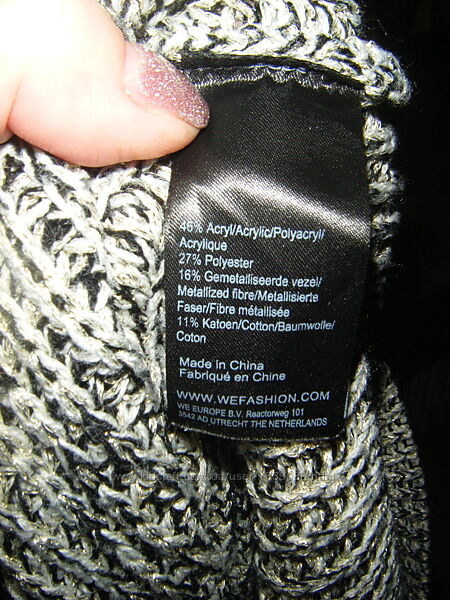 46% Acryl/Acrylic/Polyacryl/
Acrylique
27% Polyester
16% Gemetalliseerde vezel/
Metallized fibre/Metallisierte
Faser/Fibre métallisée
11% Katoen/Cotton/Baumwolle/
Coton
Made in China
Fabriqué en Chine
WWW.WEFASHION.COM
WE EUROPE B.V. Reactorweg 101
3542 AD UTRECHT THE NETHERLANDS